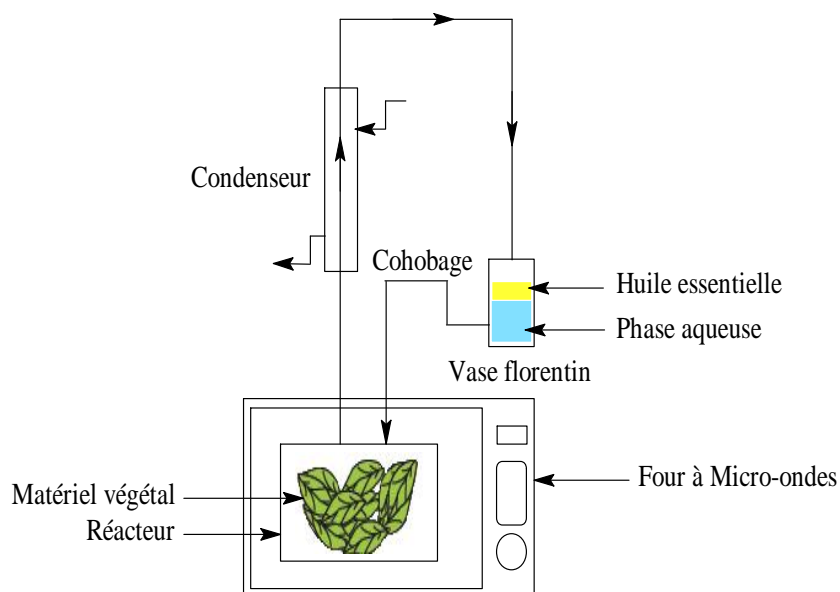 Condenseur
Cohobage
Huile essentielle
Phase aqueuse
Vase florentin
Matériel végétal
Réacteur
Four à Micro-ondes